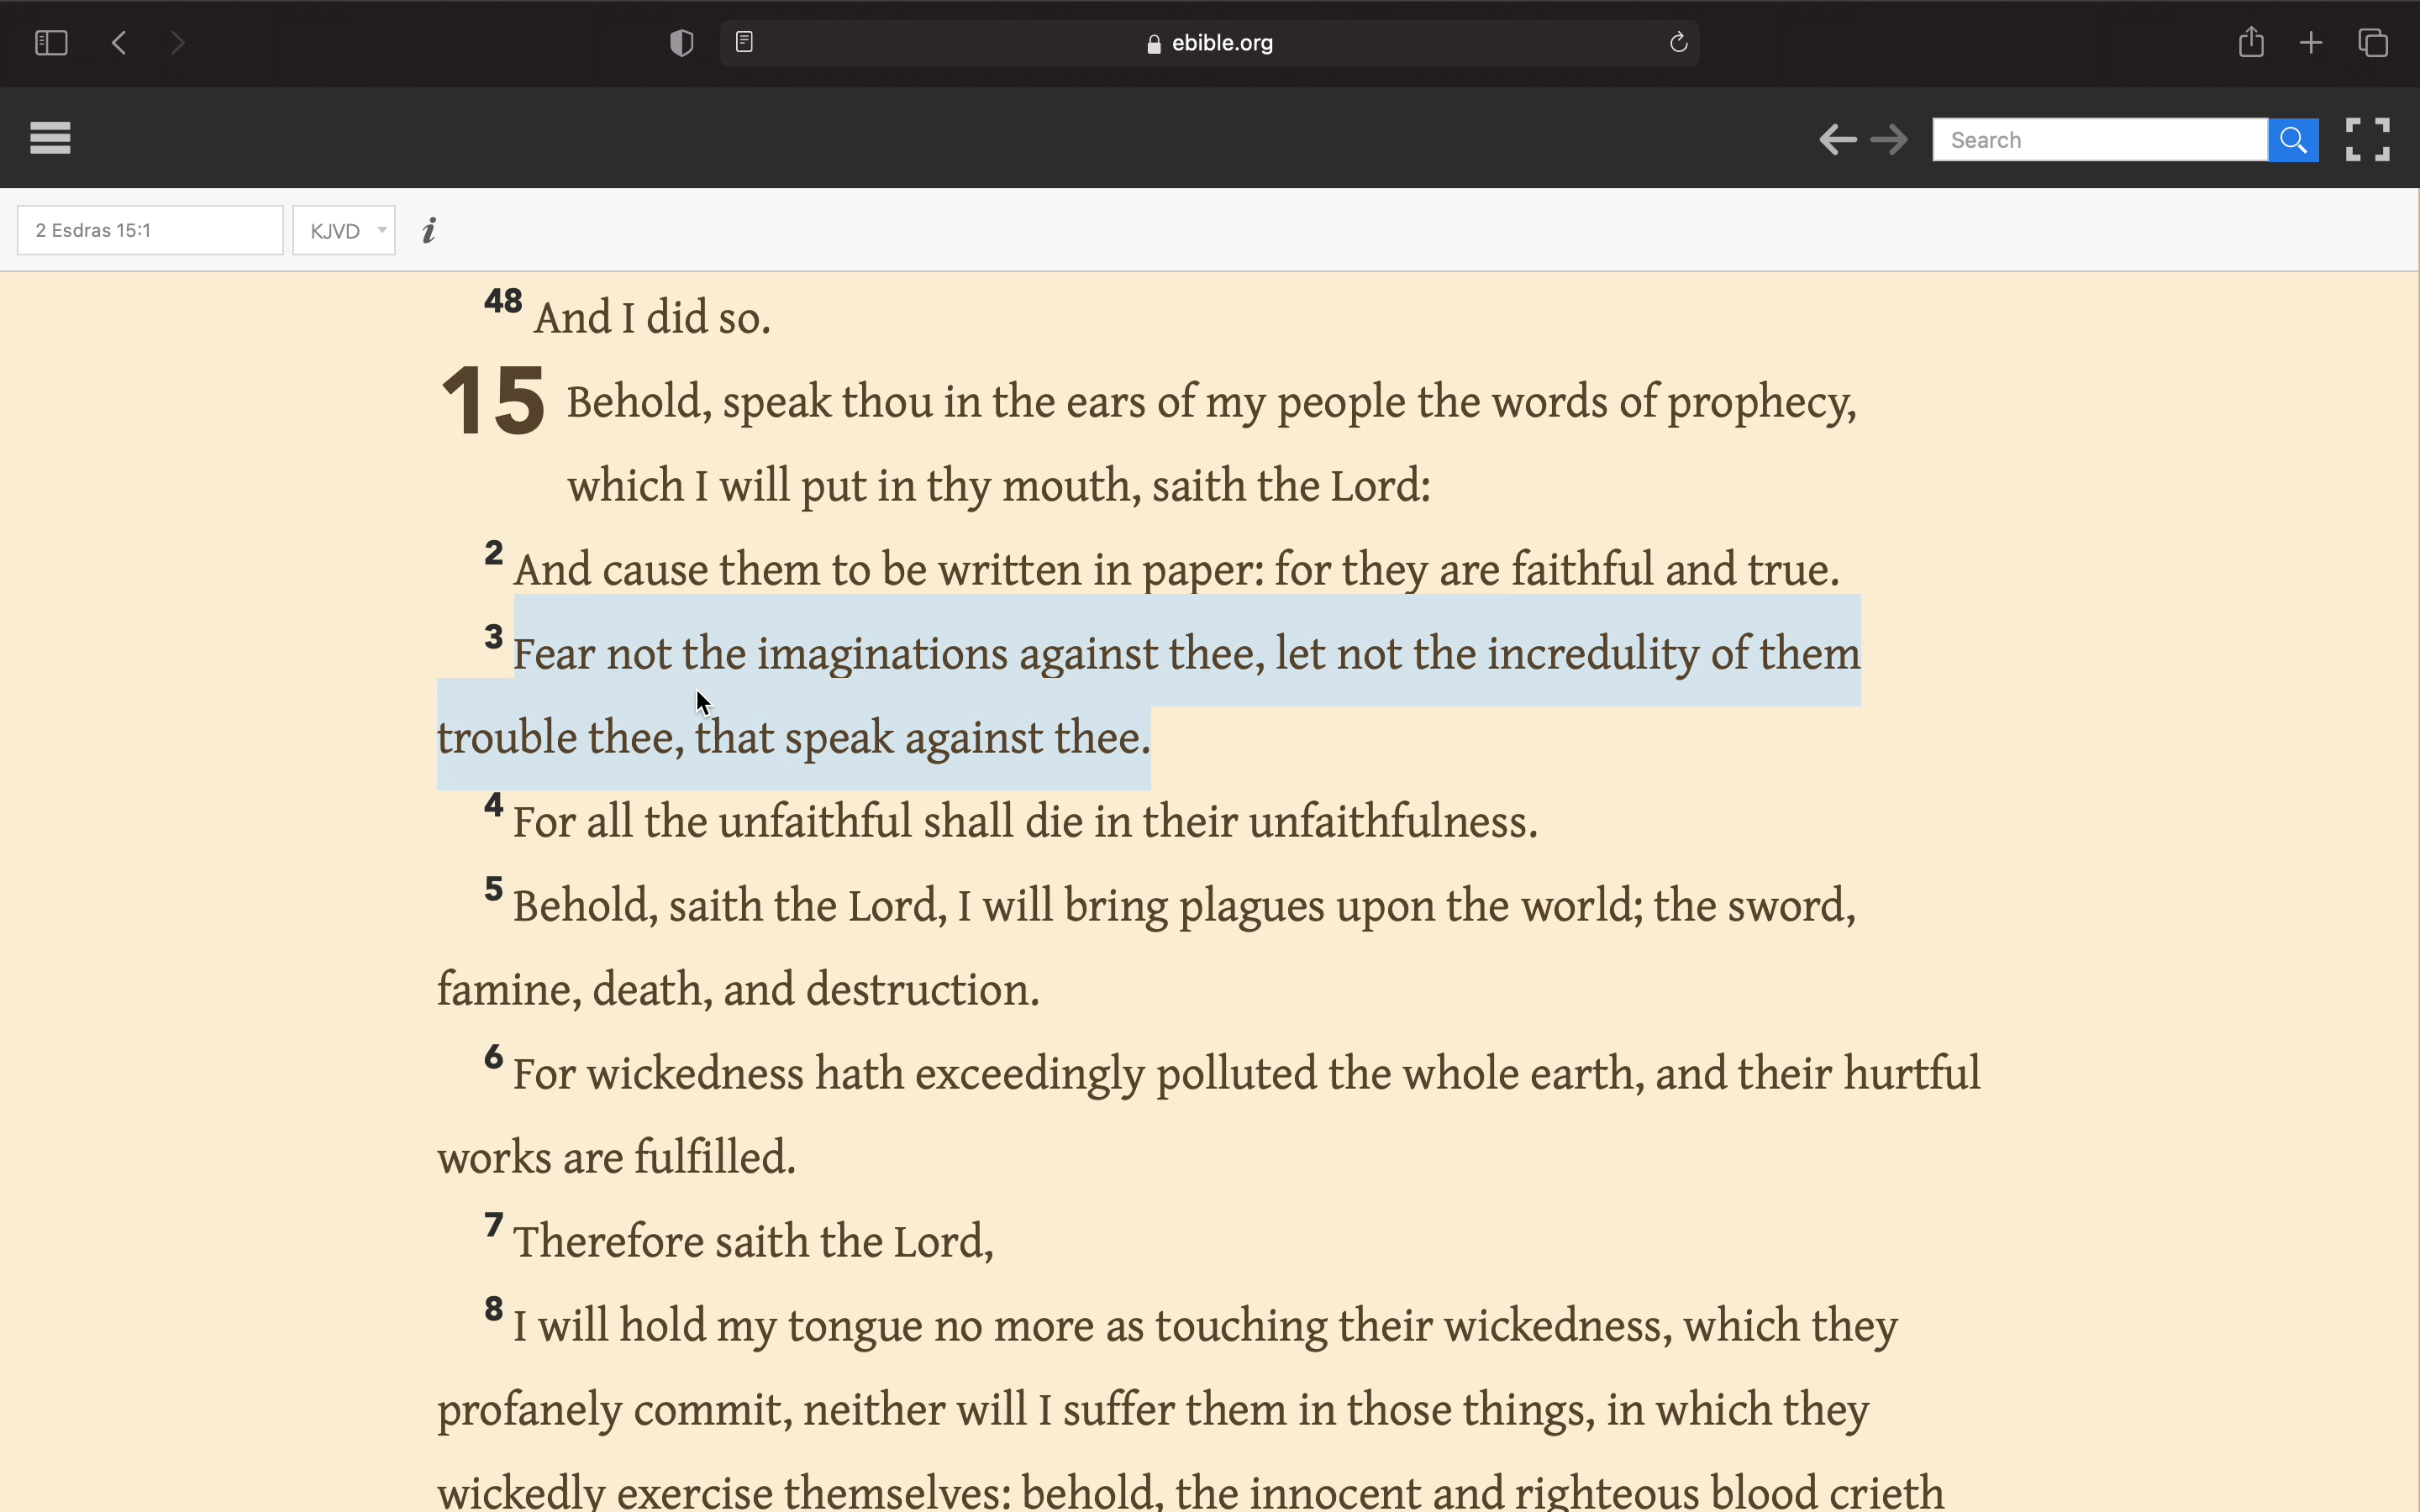 ebible.org
Search
2 Esdras 15:1
KJVD
i
48 And I did so.
15 Behold, speak thou in the ears of my people the words of prophecy,
which I will put in thy mouth, saith the Lord:
2 And cause them to be written in paper: for they are faithful and true.
3 Fear not the imaginations against thee, let not the incredulity of them
trouble thee, that speak against thee.
4 For all the unfaithful shall die in their unfaithfulness.
5 Behold, saith the Lord, I will bring plagues upon the world; the sword,
famine, death, and destruction.
6 For wickedness hath exceedingly polluted the whole earth, and their hurtful
works are fulfilled.
7 Therefore saith the Lord,
8 I will hold my tongue no more as touching their wickedness, which they
profanely commit, neither will I suffer them in those things, in which they
wickedly exercise themselves: behold, the innocent and righteous blood crieth